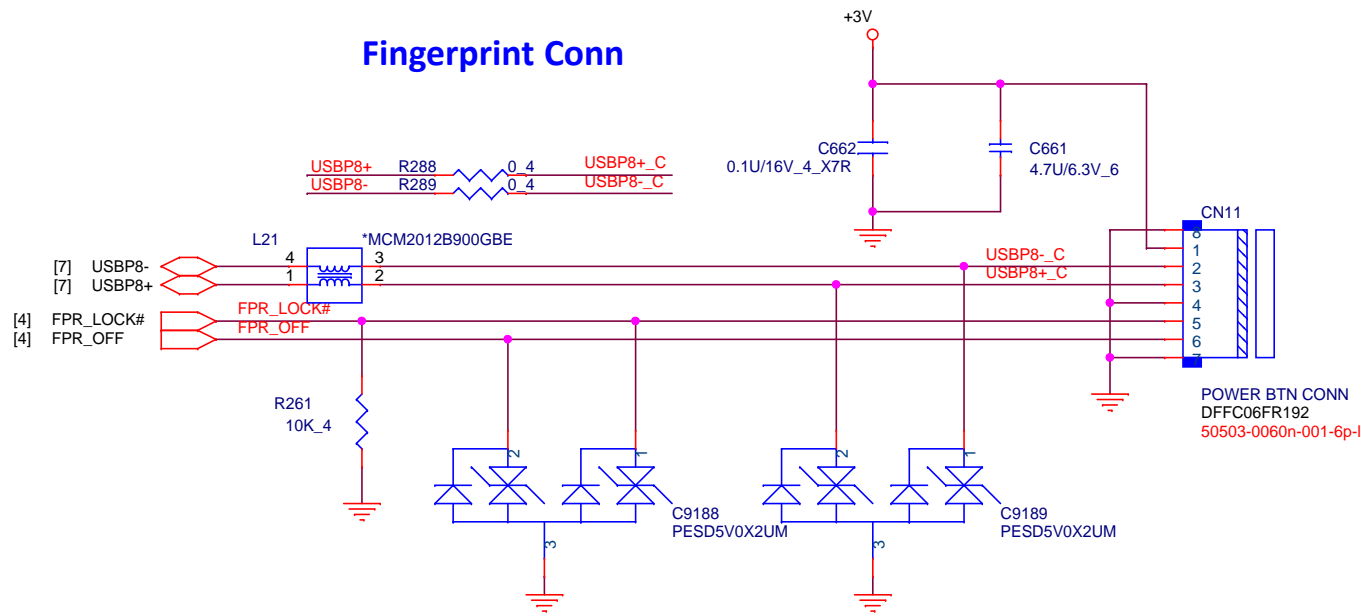 +3V
Fingerprint Conn
C662
0.1U/16V_4_X7R
C661
4.7U/6.3V_6
USBP8+ R288 0_4 USBP8+_C
USBP8- R289 0_4 USBP8-_C
CN11
L21 *MCM2012B900GBE
8
1
2
3
4
5
6
7
[7] USBP8- 4 3 USBP8-_C
[7] USBP8+ 1 2 USBP8+_C
[4] FPR_LOCK# FPR_LOCK#
[4] FPR_OFF FPR_OFF
R261
10K_4
POWER BTN CONN
DFFC06FR192
50503-0060n-001-6p-l
2 1 2 1
C9188
PESD5V0X2UM
C9189
PESD5V0X2UM
3 3